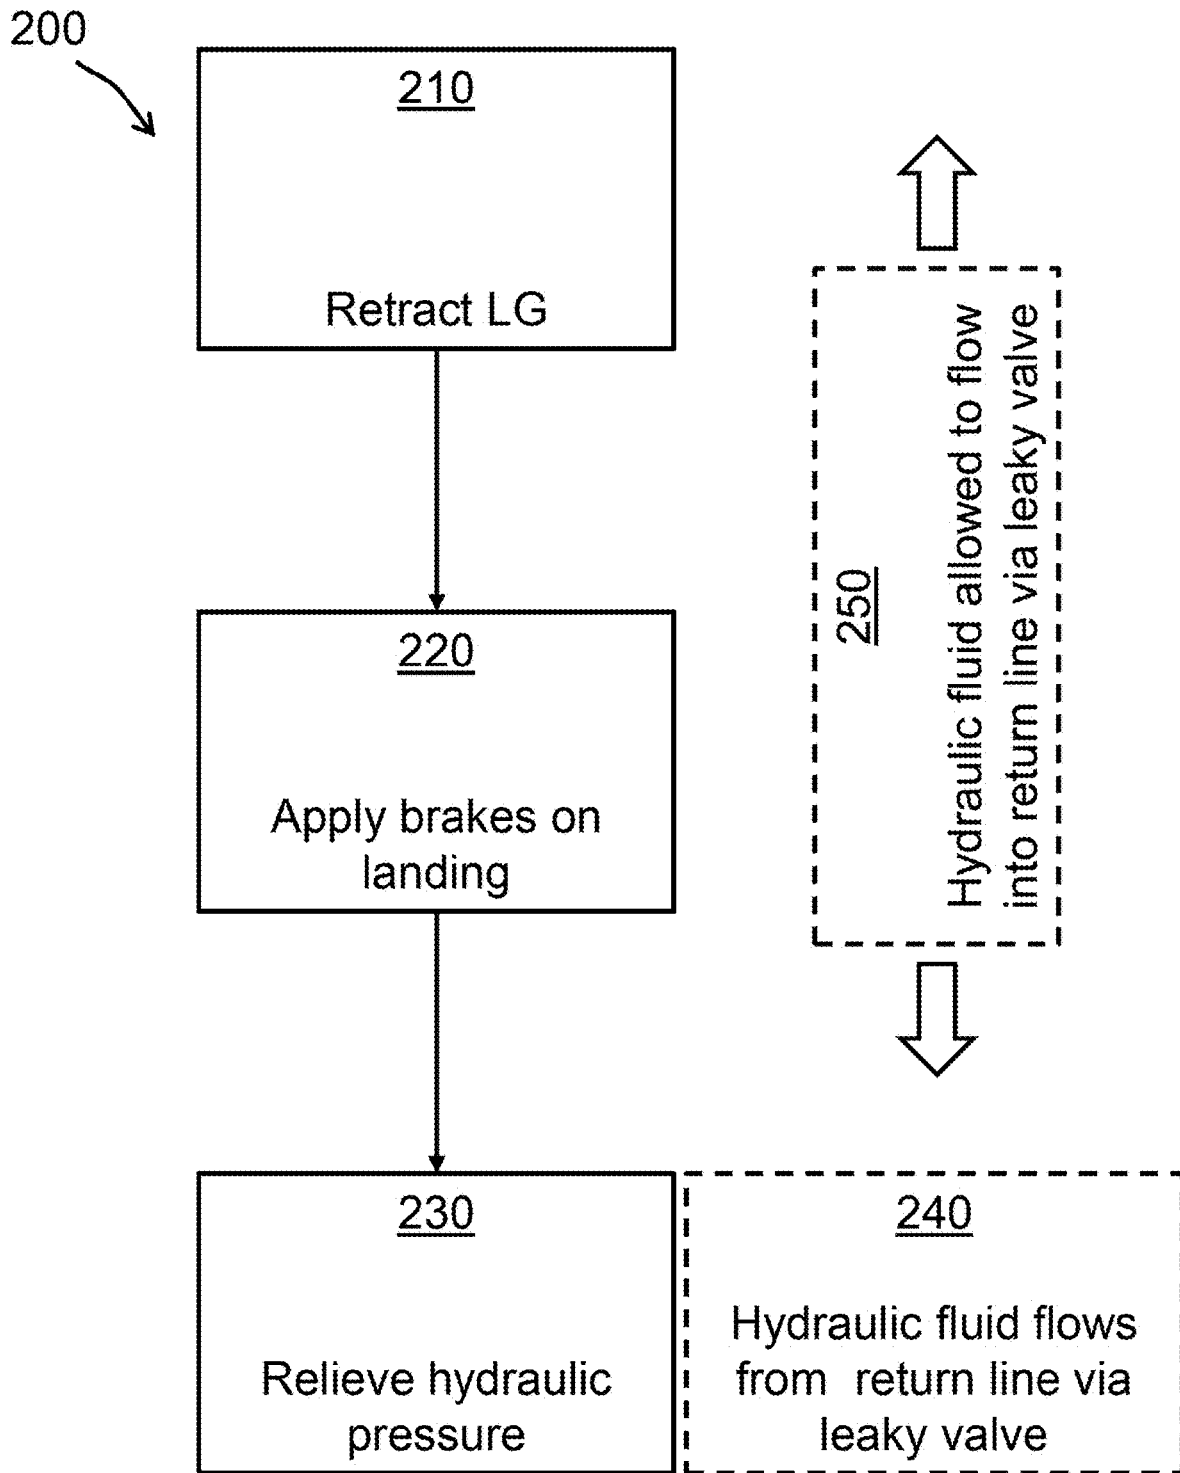 200
210
Retract LG
220
Apply brakes on
landing
250
Hydraulic fluid allowed to flow
into return line via leaky valve
230
Relieve hydraulic
pressure
240
Hydraulic fluid flows
from return line via
leaky valve